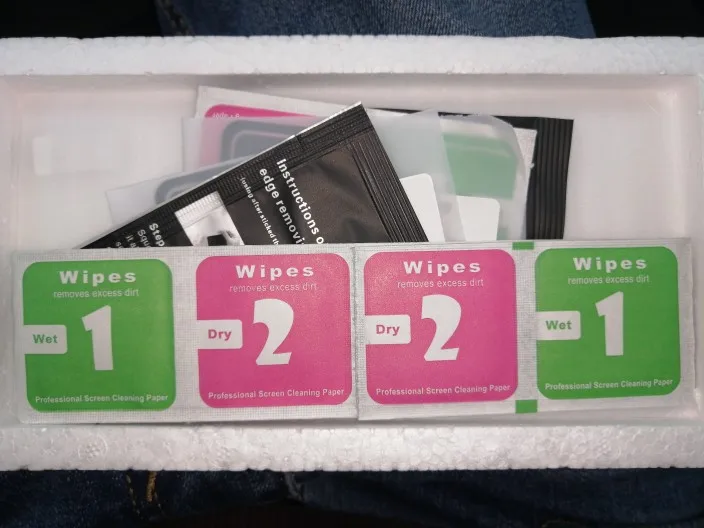 Instructions o
edge removi
Step
Squ
Wipes
removes excess dirt
Wet
1
Professional Screen Cleaning Paper
Wipes
removes excess dirt
Dry
2
Professional Screen Cleaning Paper
Wipes
removes excess dirt
Dry
2
Professional Screen Cleaning Paper
Wipes
removes excess dirt
Wet
1
Professional Screen Cleaning Paper